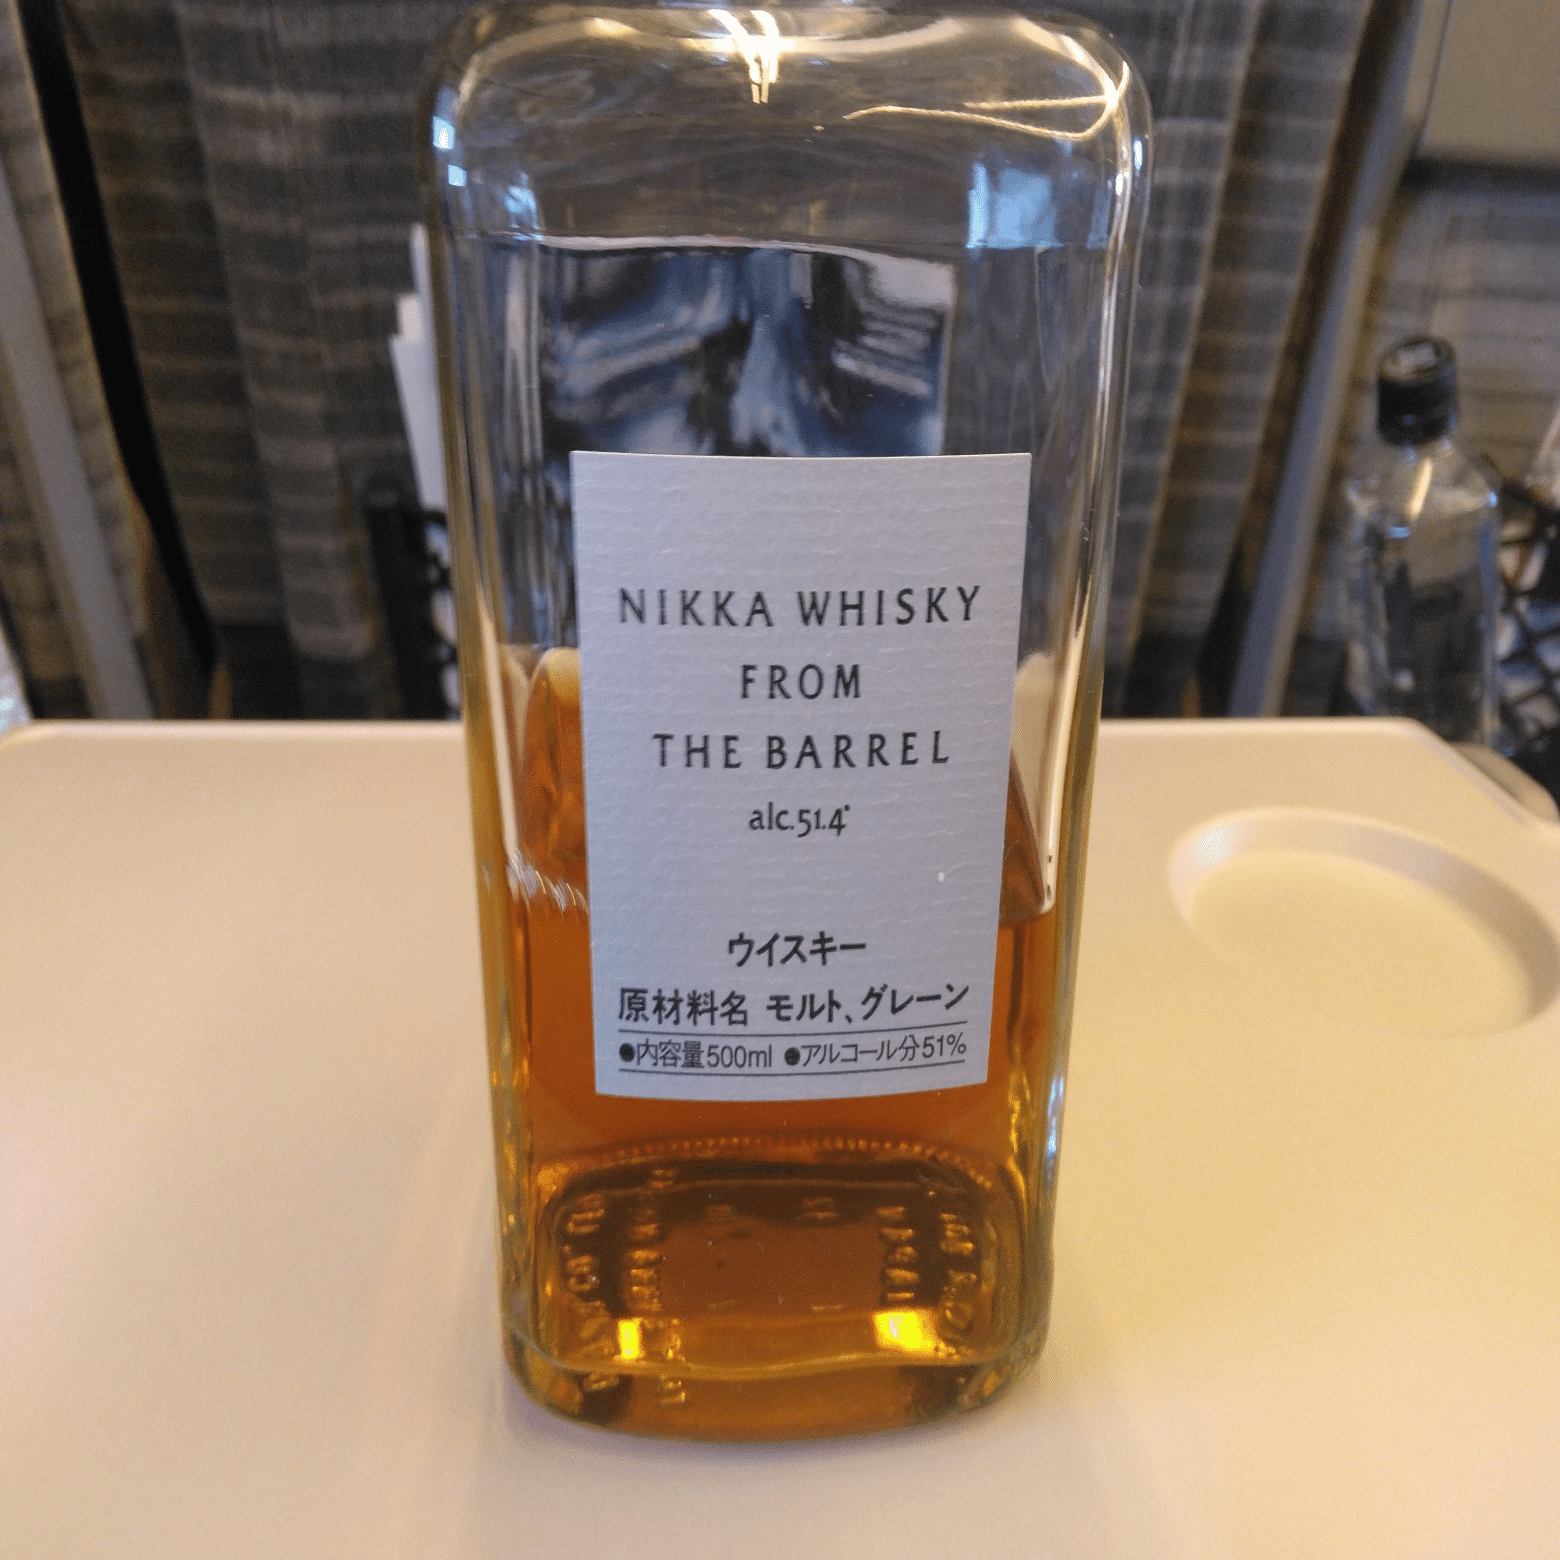 NIKKA WHISKY
FROM
THE BARREL
alc.51.4°
ウイスキー
原材料名 モルト、グレーン
●内容量500ml ●アルコール分51%